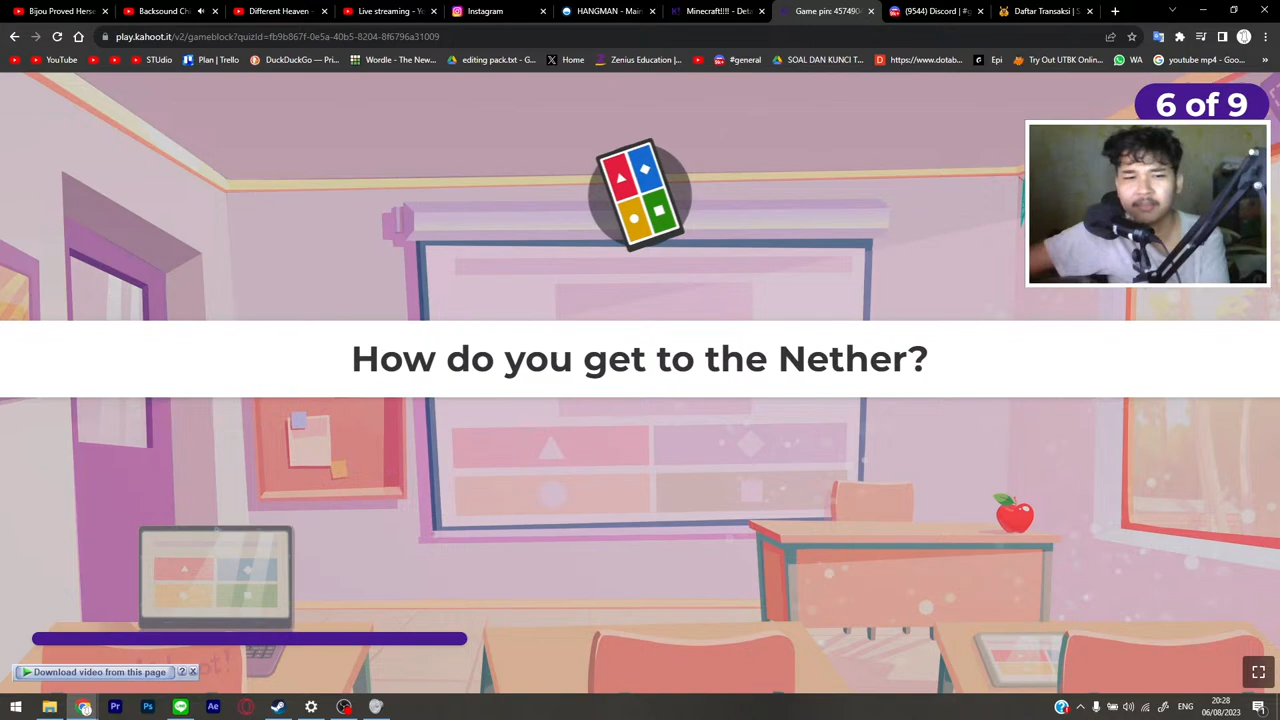 Bijou Proved Herse
Backsound Ch
Different Heaven -
Live streaming - Yo
Instagram
HANGMAN - Main
Minecraft!!!! - Deta
Game pin: 457490
(9544) Discord | #g
Daftar Transaksi | S
play.kahoot.it/v2/gameblock?quizId=fb9b867f-0e5a-40b5-8204-8f6796a31009
YouTube
STUdio
Plan | Trello
DuckDuckGo — Pri...
Wordle - The New...
editing pack.txt - G...
Home
Zenius Education |...
#general
SOAL DAN KUNCI T...
https://www.dotab...
Epi
Try Out UTBK Onlin...
WA
youtube mp4 - Goo...
6 of 9
How do you get to the Nether?
Download video from this page
?
X
ENG
20:28
06/08/2023